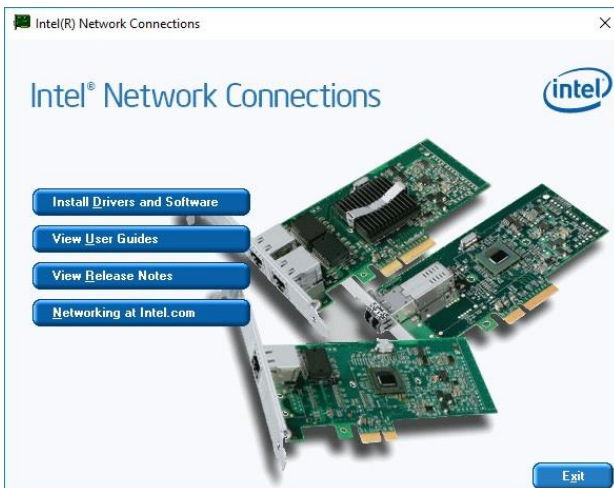 Intel(R) Network Connections
Intel® Network Connections
intel
Install Drivers and Software
View User Guides
View Release Notes
Networking at Intel.com
Exit